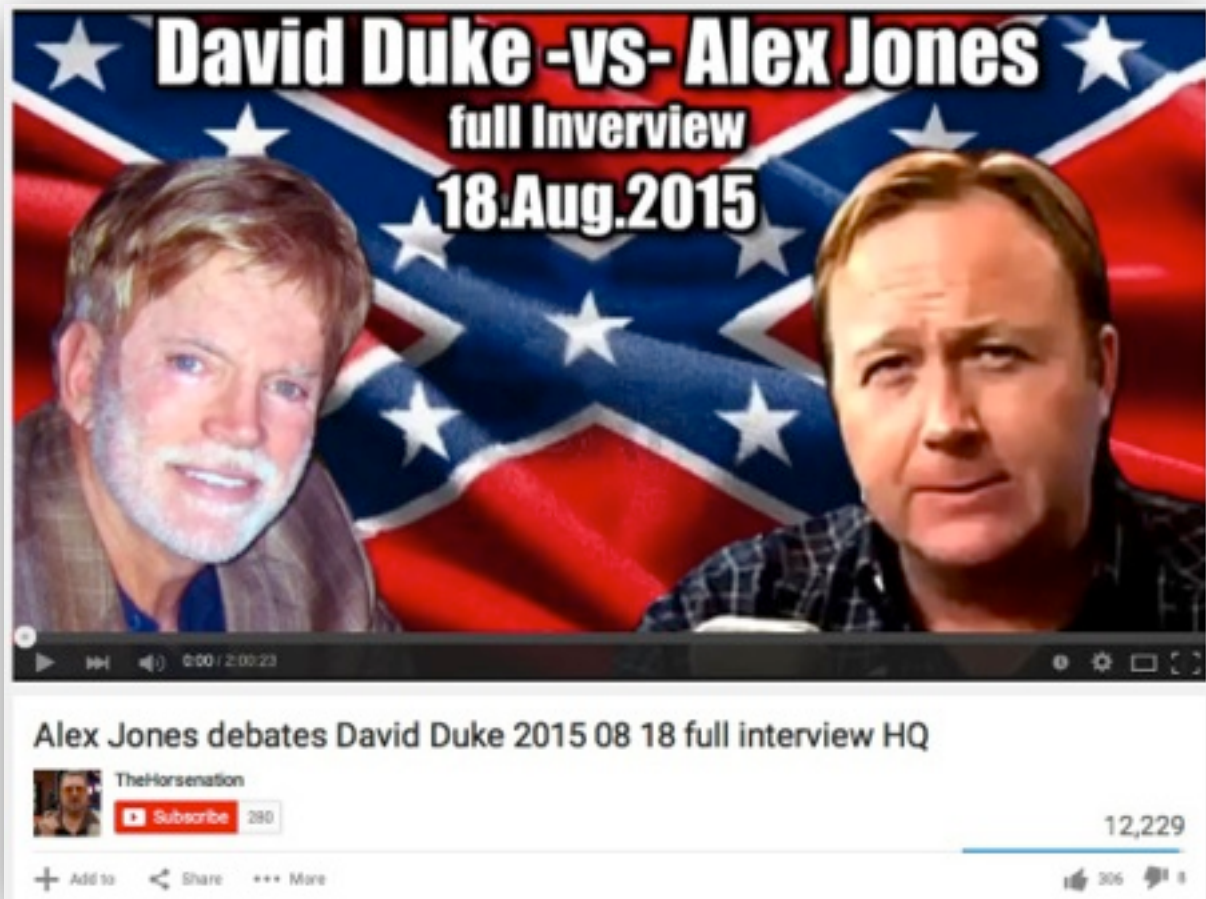 David Duke -vs- Alex Jones
full Inverview
18.Aug.2015
0:00 / 2:00:23
Alex Jones debates David Duke 2015 08 18 full interview HQ
TheHorsenation
Subscribe 280
12,229
Add to Share More
306 8